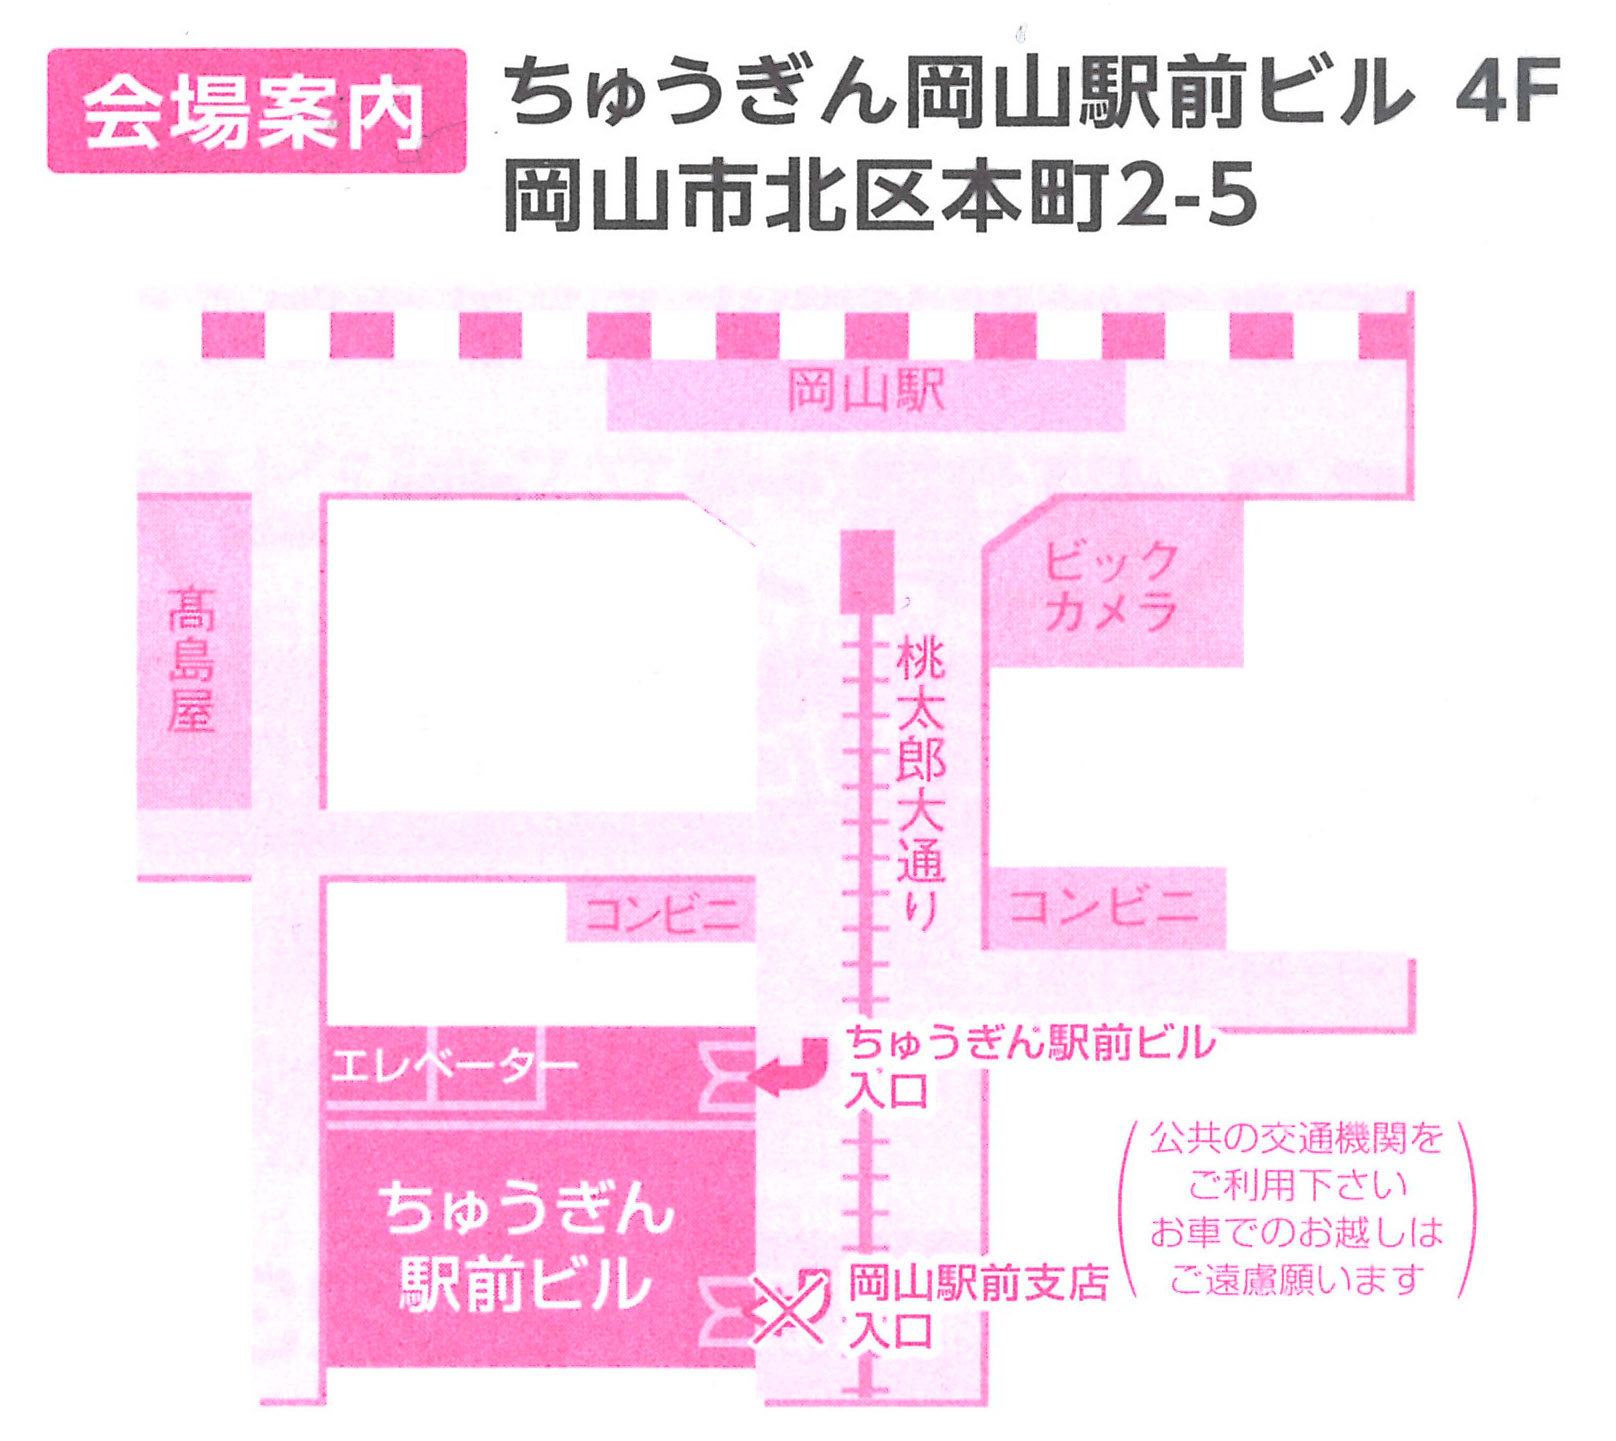 会場案内
ちゅうぎん岡山駅前ビル 4F
岡山市北区本町2-5
岡山駅
ビック
カメラ
髙島屋
桃太郎大通り
コンビニ
コンビニ
エレベーター
ちゅうぎん駅前ビル
入口
ちゅうぎん
駅前ビル
岡山駅前支店
入口
公共の交通機関を
ご利用下さい
お車でのお越しは
ご遠慮願います